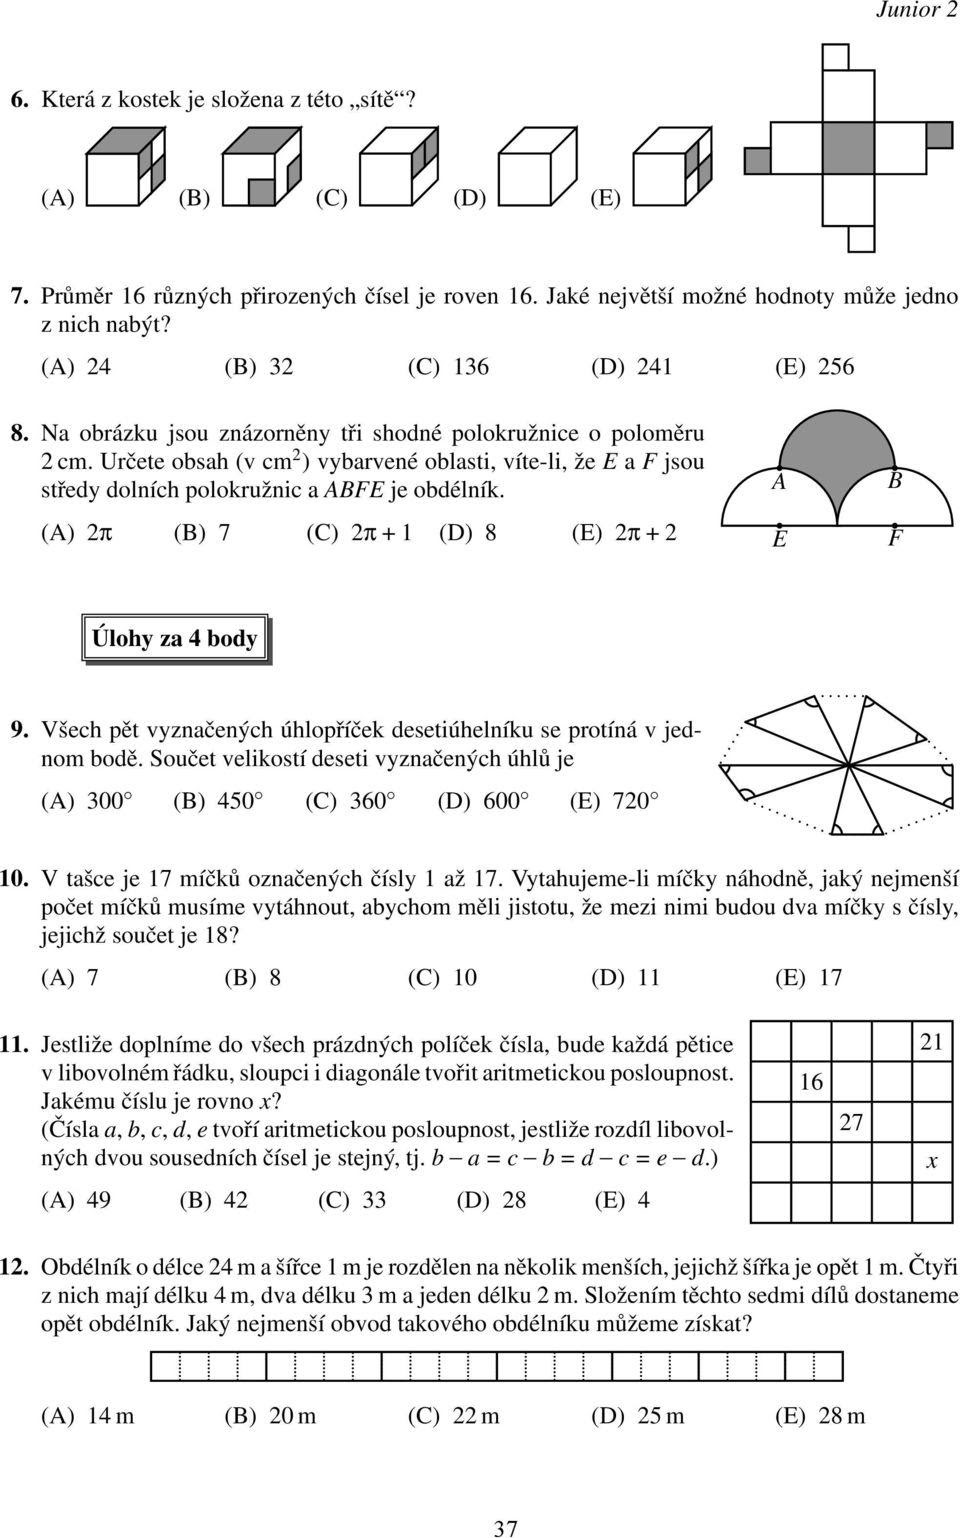 Junior 2
6. Která z kostek je složena z této „sítě“?
(A) (B) (C) (D) (E)
7. Průměr 16 různých přirozených čísel je roven 16. Jaké největší možné hodnoty může jedno
z nich nabýt?
(A) 24 (B) 32 (C) 136 (D) 241 (E) 256
8. Na obrázku jsou znázorněny tři shodné polokružnice o poloměru
2 cm. Určete obsah (v cm²) vybarvené oblasti, víte-li, že E a F jsou
středy dolních polokružnic a ABFE je obdélník.
(A) 2π (B) 7 (C) 2π + 1 (D) 8 (E) 2π + 2
A B
E F
Úlohy za 4 body
9. Všech pět vyznačených úhlopříček desetiúhelníku se protíná v jed-
nom bodě. Součet velikostí deseti vyznačených úhlů je
(A) 300° (B) 450° (C) 360° (D) 600° (E) 720°
10. V tašce je 17 míčků označených čísly 1 až 17. Vytahujeme-li míčky náhodně, jaký nejmenší
počet míčků musíme vytáhnout, abychom měli jistotu, že mezi nimi budou dva míčky s čísly,
jejichž součet je 18?
(A) 7 (B) 8 (C) 10 (D) 11 (E) 17
11. Jestliže doplníme do všech prázdných políček čísla, bude každá pětice
v libovolném řádku, sloupci i diagonále tvořit aritmetickou posloupnost.
Jakému číslu je rovno x?
(Čísla a, b, c, d, e tvoří aritmetickou posloupnost, jestliže rozdíl libovol-
ných dvou sousedních čísel je stejný, tj. b − a = c − b = d − c = e − d.)
(A) 49 (B) 42 (C) 33 (D) 28 (E) 4
21
16
27
x
12. Obdélník o délce 24 m a šířce 1 m je rozdělen na několik menších, jejichž šířka je opět 1 m. Čtyři
z nich mají délku 4 m, dva délku 3 m a jeden délku 2 m. Složením těchto sedmi dílů dostaneme
opět obdélník. Jaký nejmenší obvod takového obdélníku můžeme získat?
(A) 14 m (B) 20 m (C) 22 m (D) 25 m (E) 28 m
37